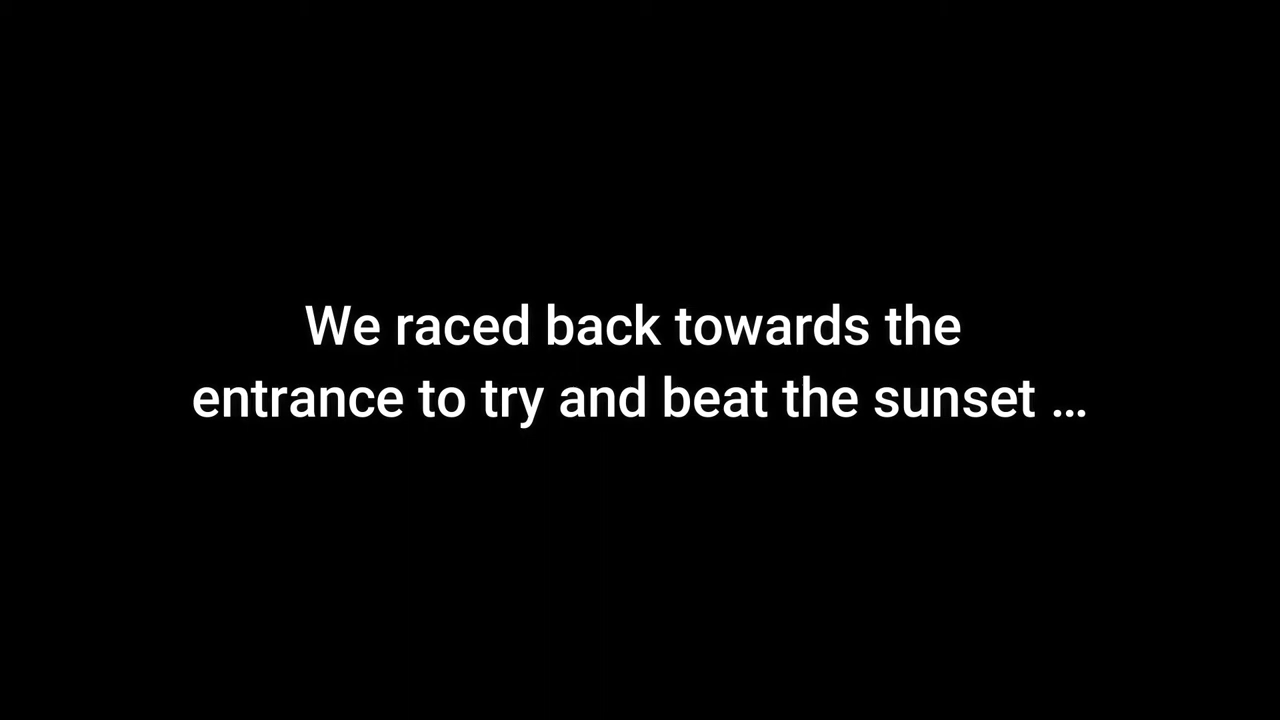 We raced back towards the
entrance to try and beat the sunset ...